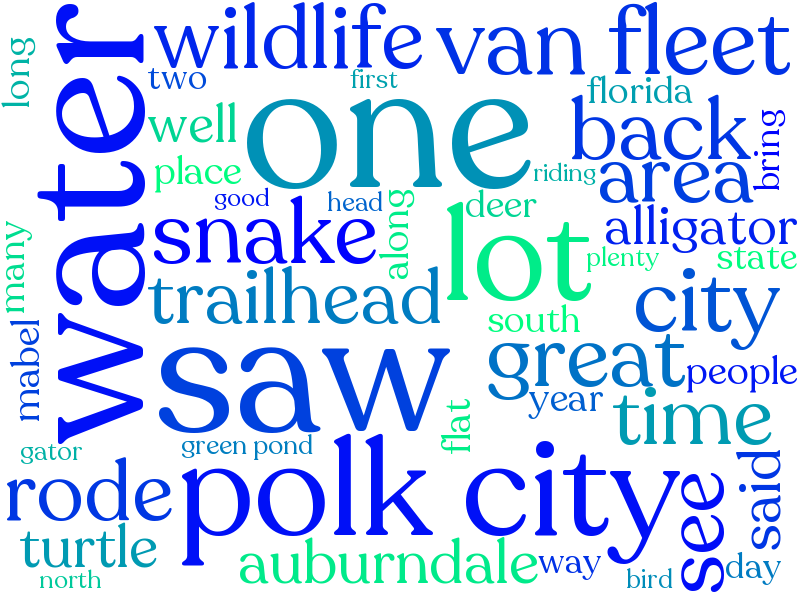 long
water
wildlife
van fleet
two
first
florida
well
one
back
bring
place
riding
area
good
head
along
deer
alligator
snake
lot
plenty
state
many
trailhead
south
city
mabel
saw
great
people
year
time
flat
gator
green pond
polk city
rode
see
said
turtle
auburndale
way
day
north
bird